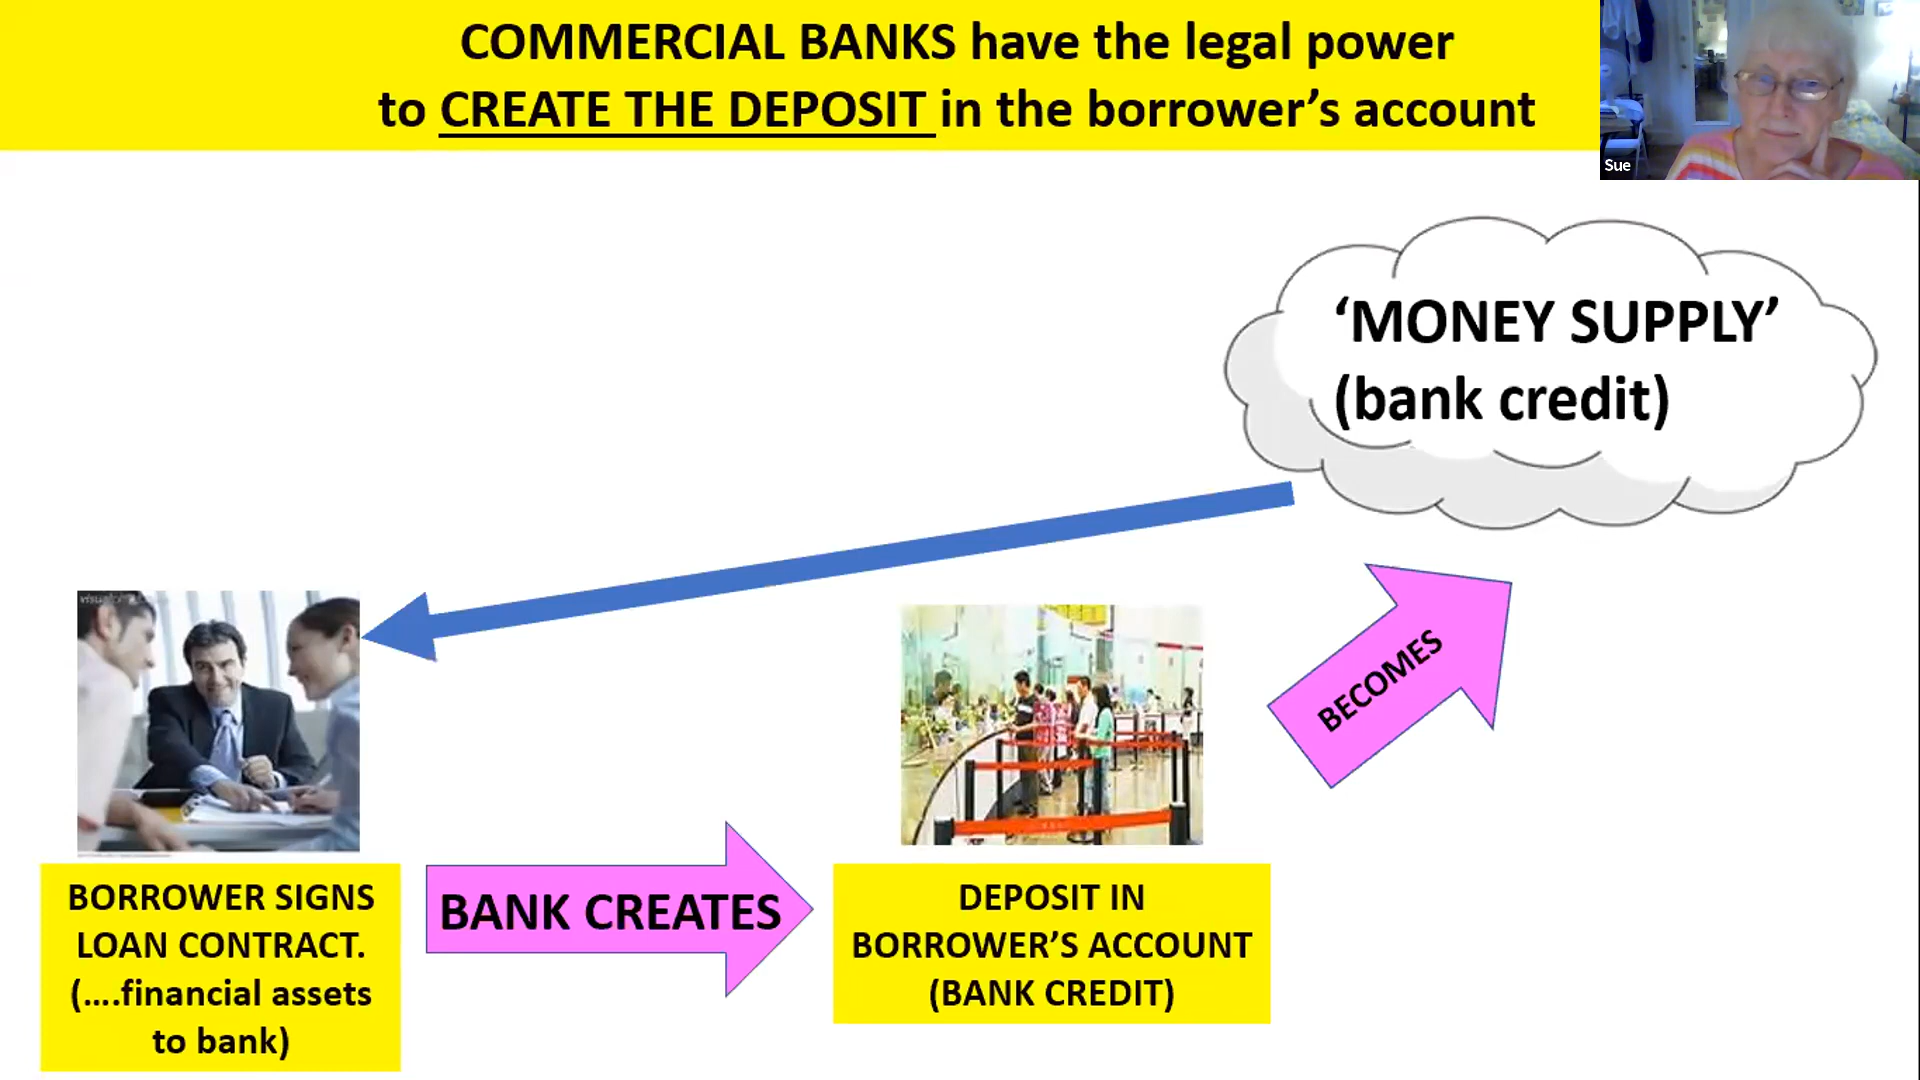 COMMERCIAL BANKS have the legal power
to CREATE THE DEPOSIT in the borrower’s account
Sue
‘MONEY SUPPLY’
(bank credit)
BECOMES
BORROWER SIGNS
LOAN CONTRACT.
(....financial assets
to bank)
BANK CREATES
DEPOSIT IN
BORROWER’S ACCOUNT
(BANK CREDIT)